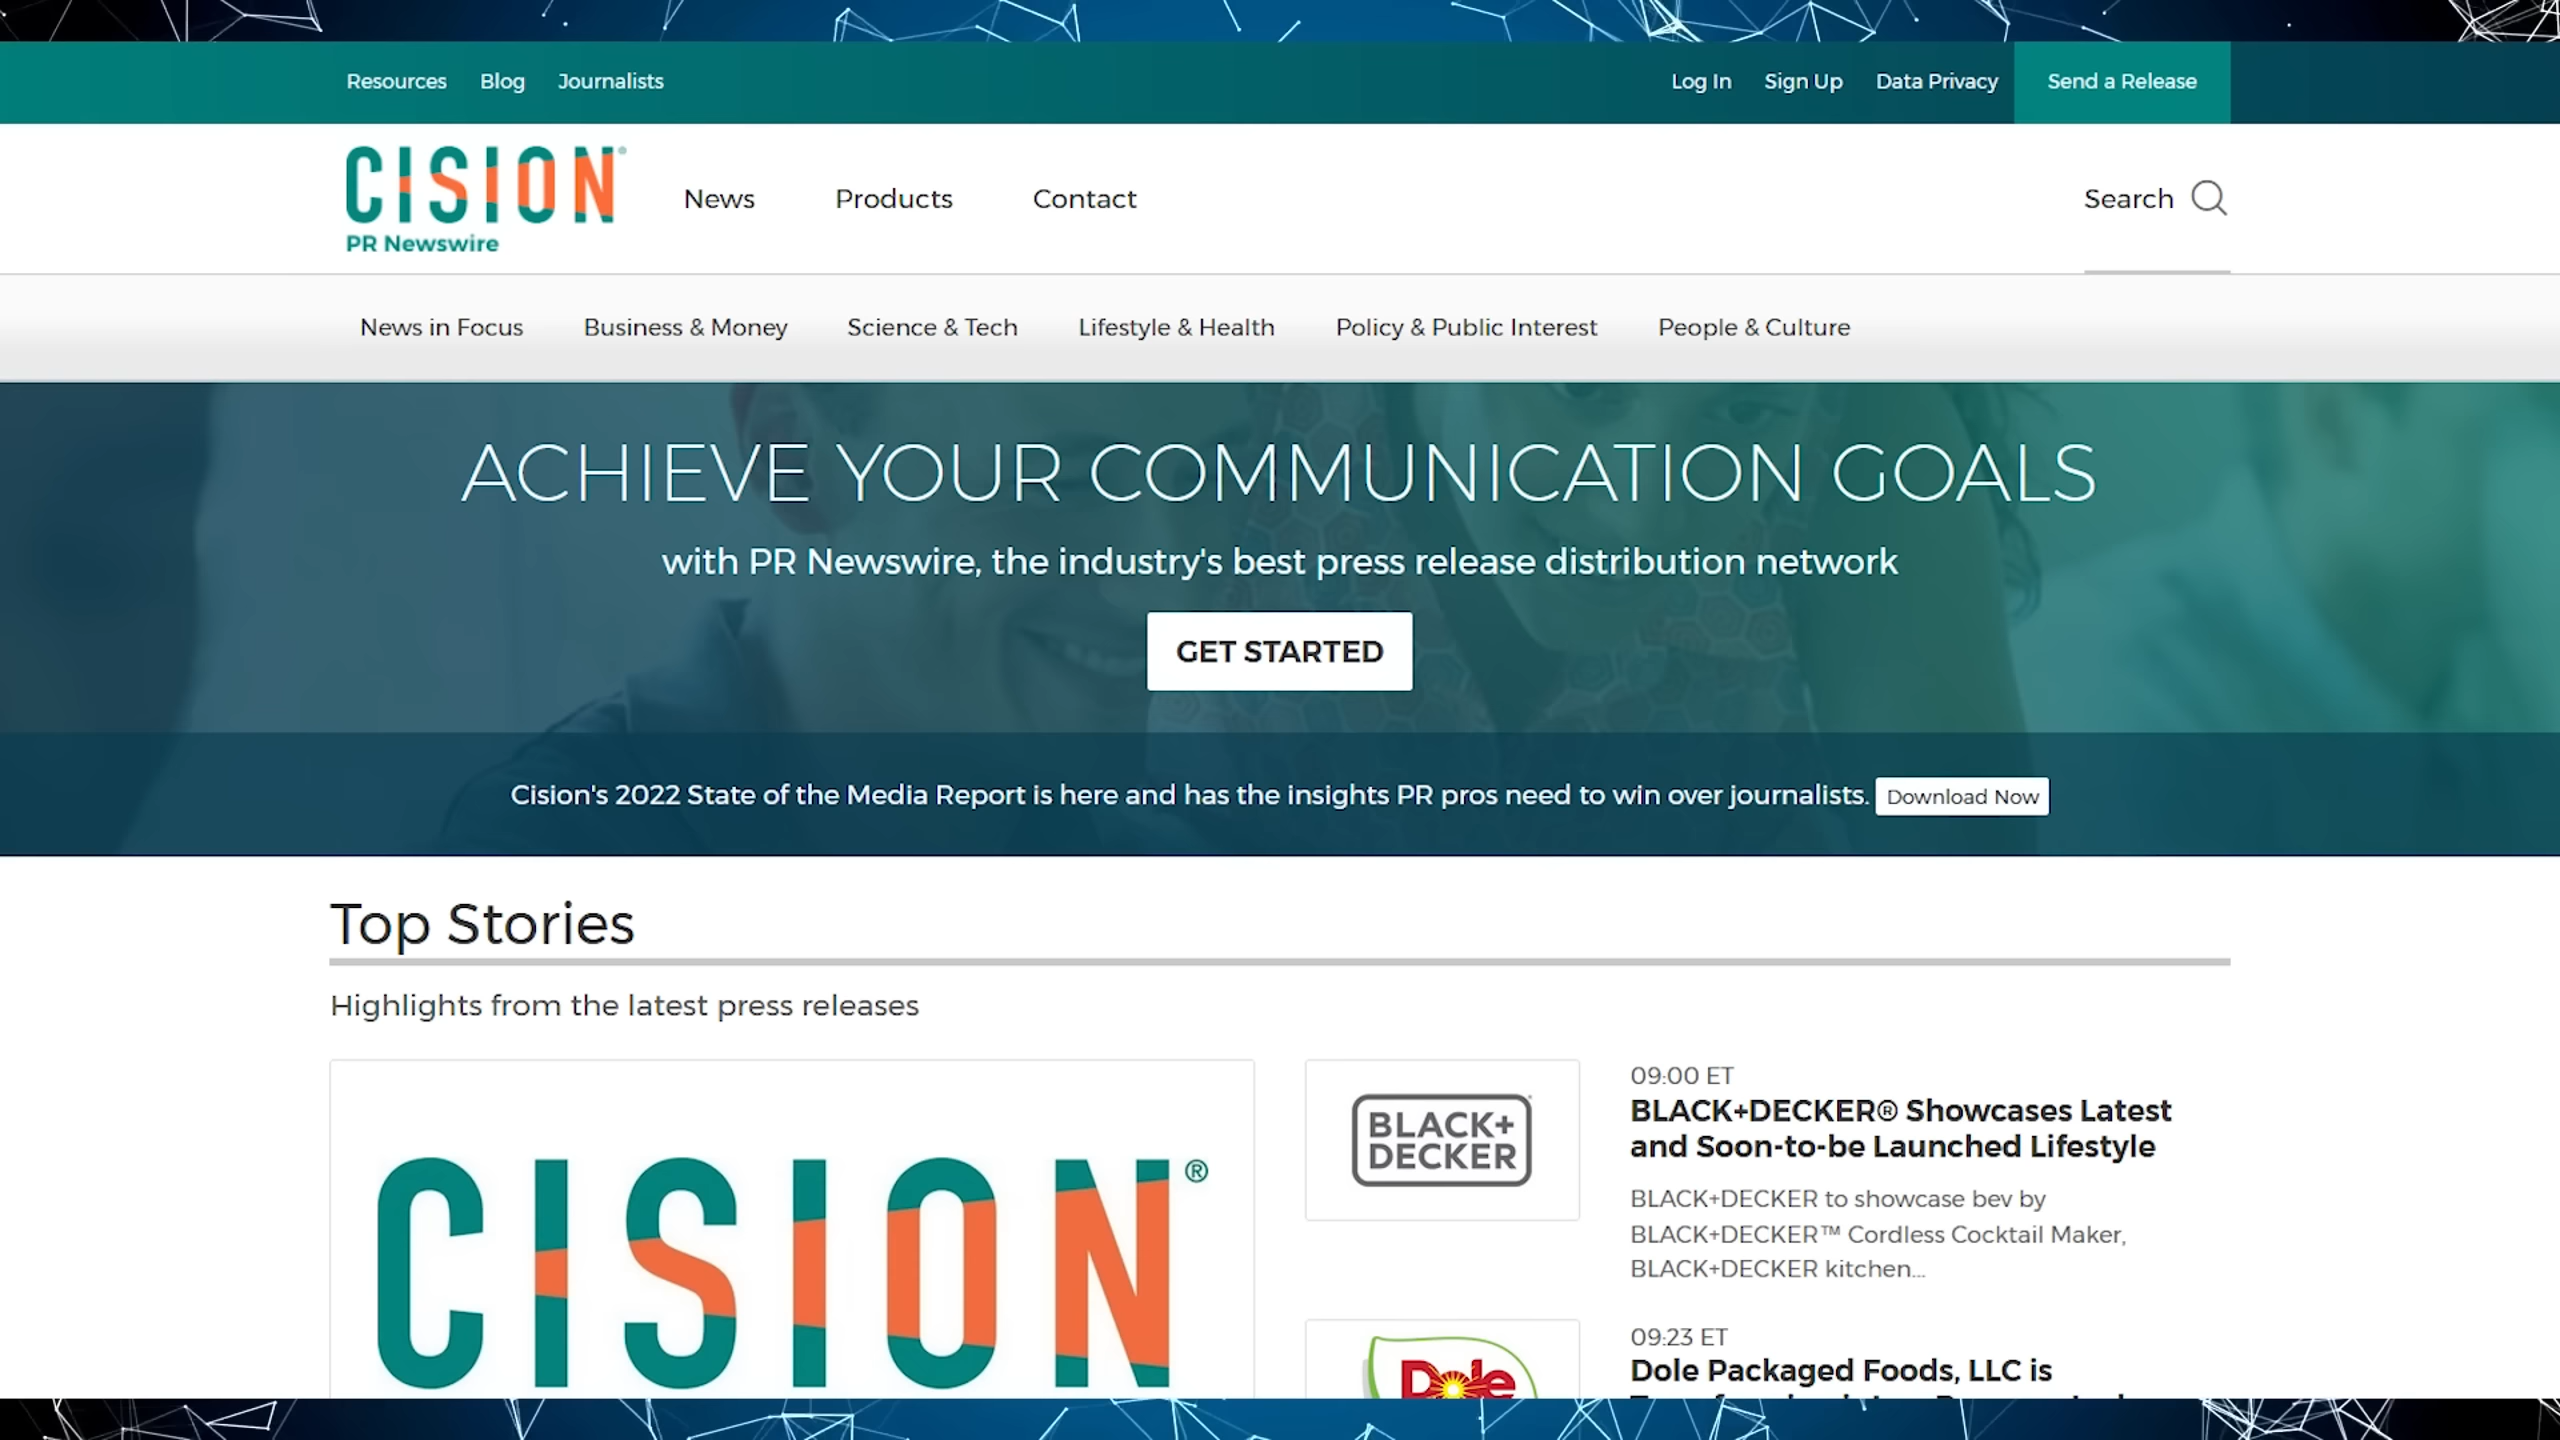 Resources Blog Journalists
Log In Sign Up Data Privacy Send a Release
CISION
PR Newswire
News Products Contact
Search
News in Focus Business & Money Science & Tech Lifestyle & Health Policy & Public Interest People & Culture
ACHIEVE YOUR COMMUNICATION GOALS
with PR Newswire, the industry's best press release distribution network
GET STARTED
Cision's 2022 State of the Media Report is here and has the insights PR pros need to win over journalists. Download Now
Top Stories
Highlights from the latest press releases
CISION®
BLACK+
DECKER
09:00 ET
BLACK+DECKER® Showcases Latest
and Soon-to-be Launched Lifestyle
BLACK+DECKER to showcase bev by
BLACK+DECKER™ Cordless Cocktail Maker,
BLACK+DECKER kitchen...
Dole
09:23 ET
Dole Packaged Foods, LLC is